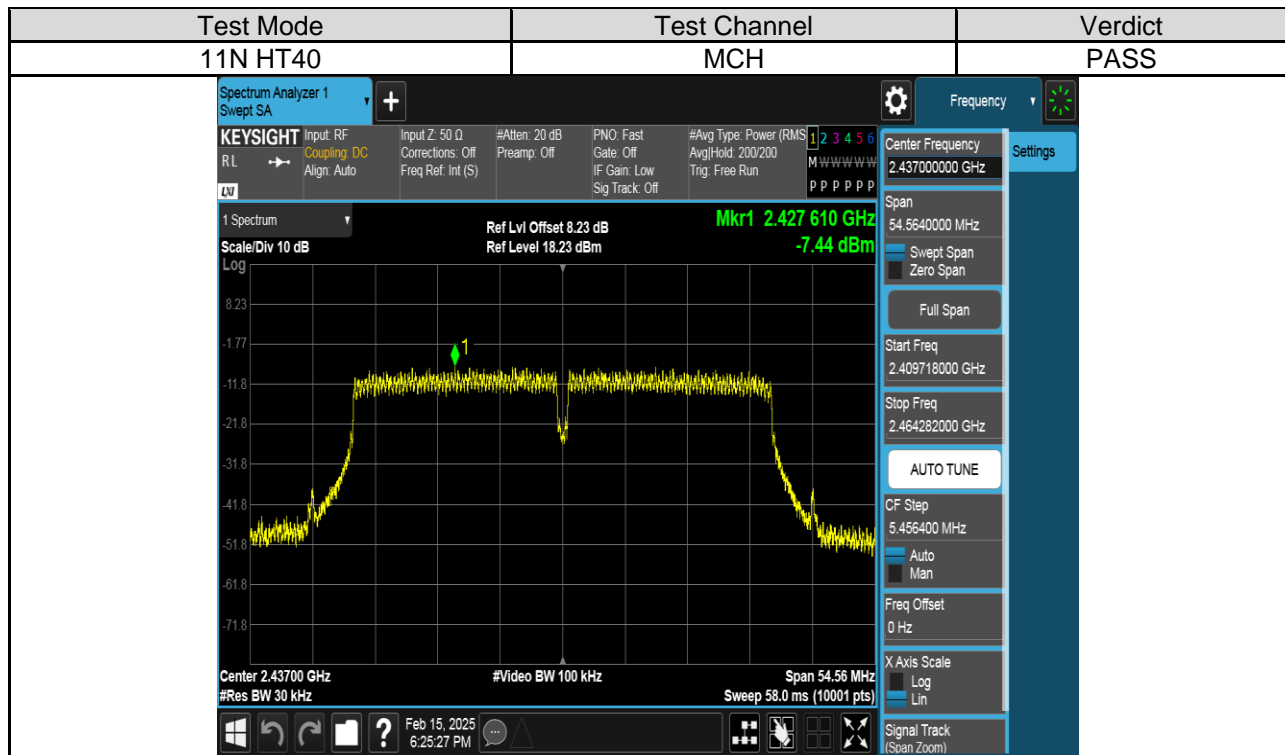 Test Mode Test Channel Verdict
11N HT40 MCH PASS
Spectrum Analyzer 1
Swept SA
+
Frequency
KEYSIGHT Input: RF Input Z: 50 Ω #Atten: 20 dB PNO: Fast #Avg Type: Power (RMS 1 2 3 4 5 6
RL Coupling: DC Corrections: Off Preamp: Off Gate: Off Avg|Hold: 200/200 M W W W W W
Align: Auto Freq Ref: Int (S) IF Gain: Low Trig: Free Run
LXI Sig Track: Off P P P P P P
1 Spectrum Ref Lvl Offset 8.23 dB Mkr1 2.427 610 GHz
Scale/Div 10 dB Ref Level 18.23 dBm -7.44 dBm
Log
8.23
-1.77
1
-11.8
-21.8
-31.8
-41.8
-51.8
-61.8
-71.8
Center 2.43700 GHz #Video BW 100 kHz Span 54.56 MHz
#Res BW 30 kHz Sweep 58.0 ms (10001 pts)
? Feb 15, 2025
6:25:27 PM
Center Frequency Settings
2.437000000 GHz
Span
54.5640000 MHz
Swept Span
Zero Span
Full Span
Start Freq
2.409718000 GHz
Stop Freq
2.464282000 GHz
AUTO TUNE
CF Step
5.456400 MHz
Auto
Man
Freq Offset
0 Hz
X Axis Scale
Log
Lin
Signal Track
(Span Zoom)